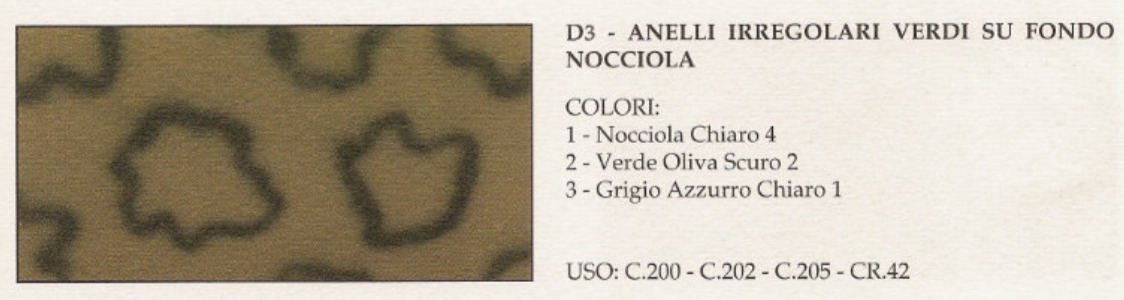 D3 - ANELLI IRREGOLARI VERDI SU FONDO
NOCCIOLA
COLORI:
1 - Nocciola Chiaro 4
2 - Verde Oliva Scuro 2
3 - Grigio Azzurro Chiaro 1
USO: C.200 - C.202 - C.205 - CR.42